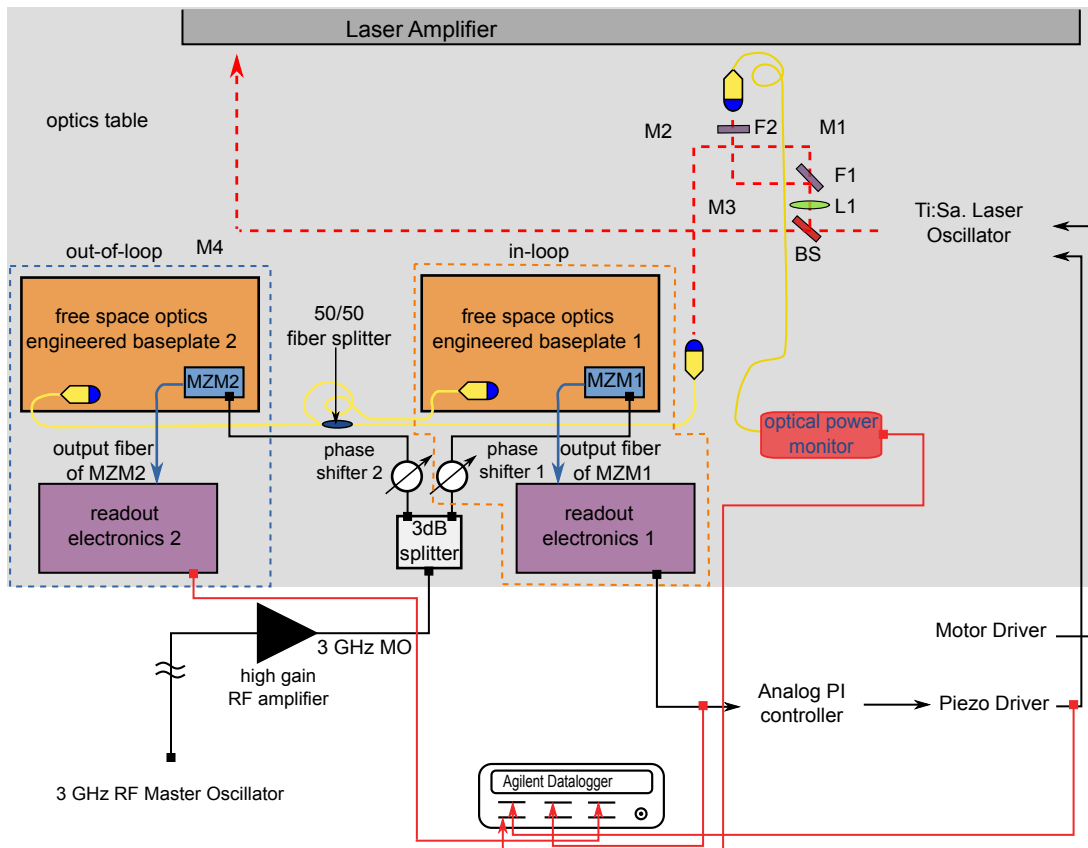 Laser Amplifier
optics table
M2
F2
M1
F1
M3
L1
Ti:Sa. Laser
Oscillator
BS
out-of-loop
M4
in-loop
free space optics
engineered baseplate 2
50/50
fiber splitter
free space optics
engineered baseplate 1
MZM2
MZM1
optical power
monitor
output fiber
of MZM2
phase
shifter 2
phase
shifter 1
output fiber
of MZM1
readout
electronics 2
3dB
splitter
readout
electronics 1
3 GHz MO
high gain
RF amplifier
Motor Driver
Analog PI
controller
Piezo Driver
3 GHz RF Master Oscillator
Agilent Datalogger